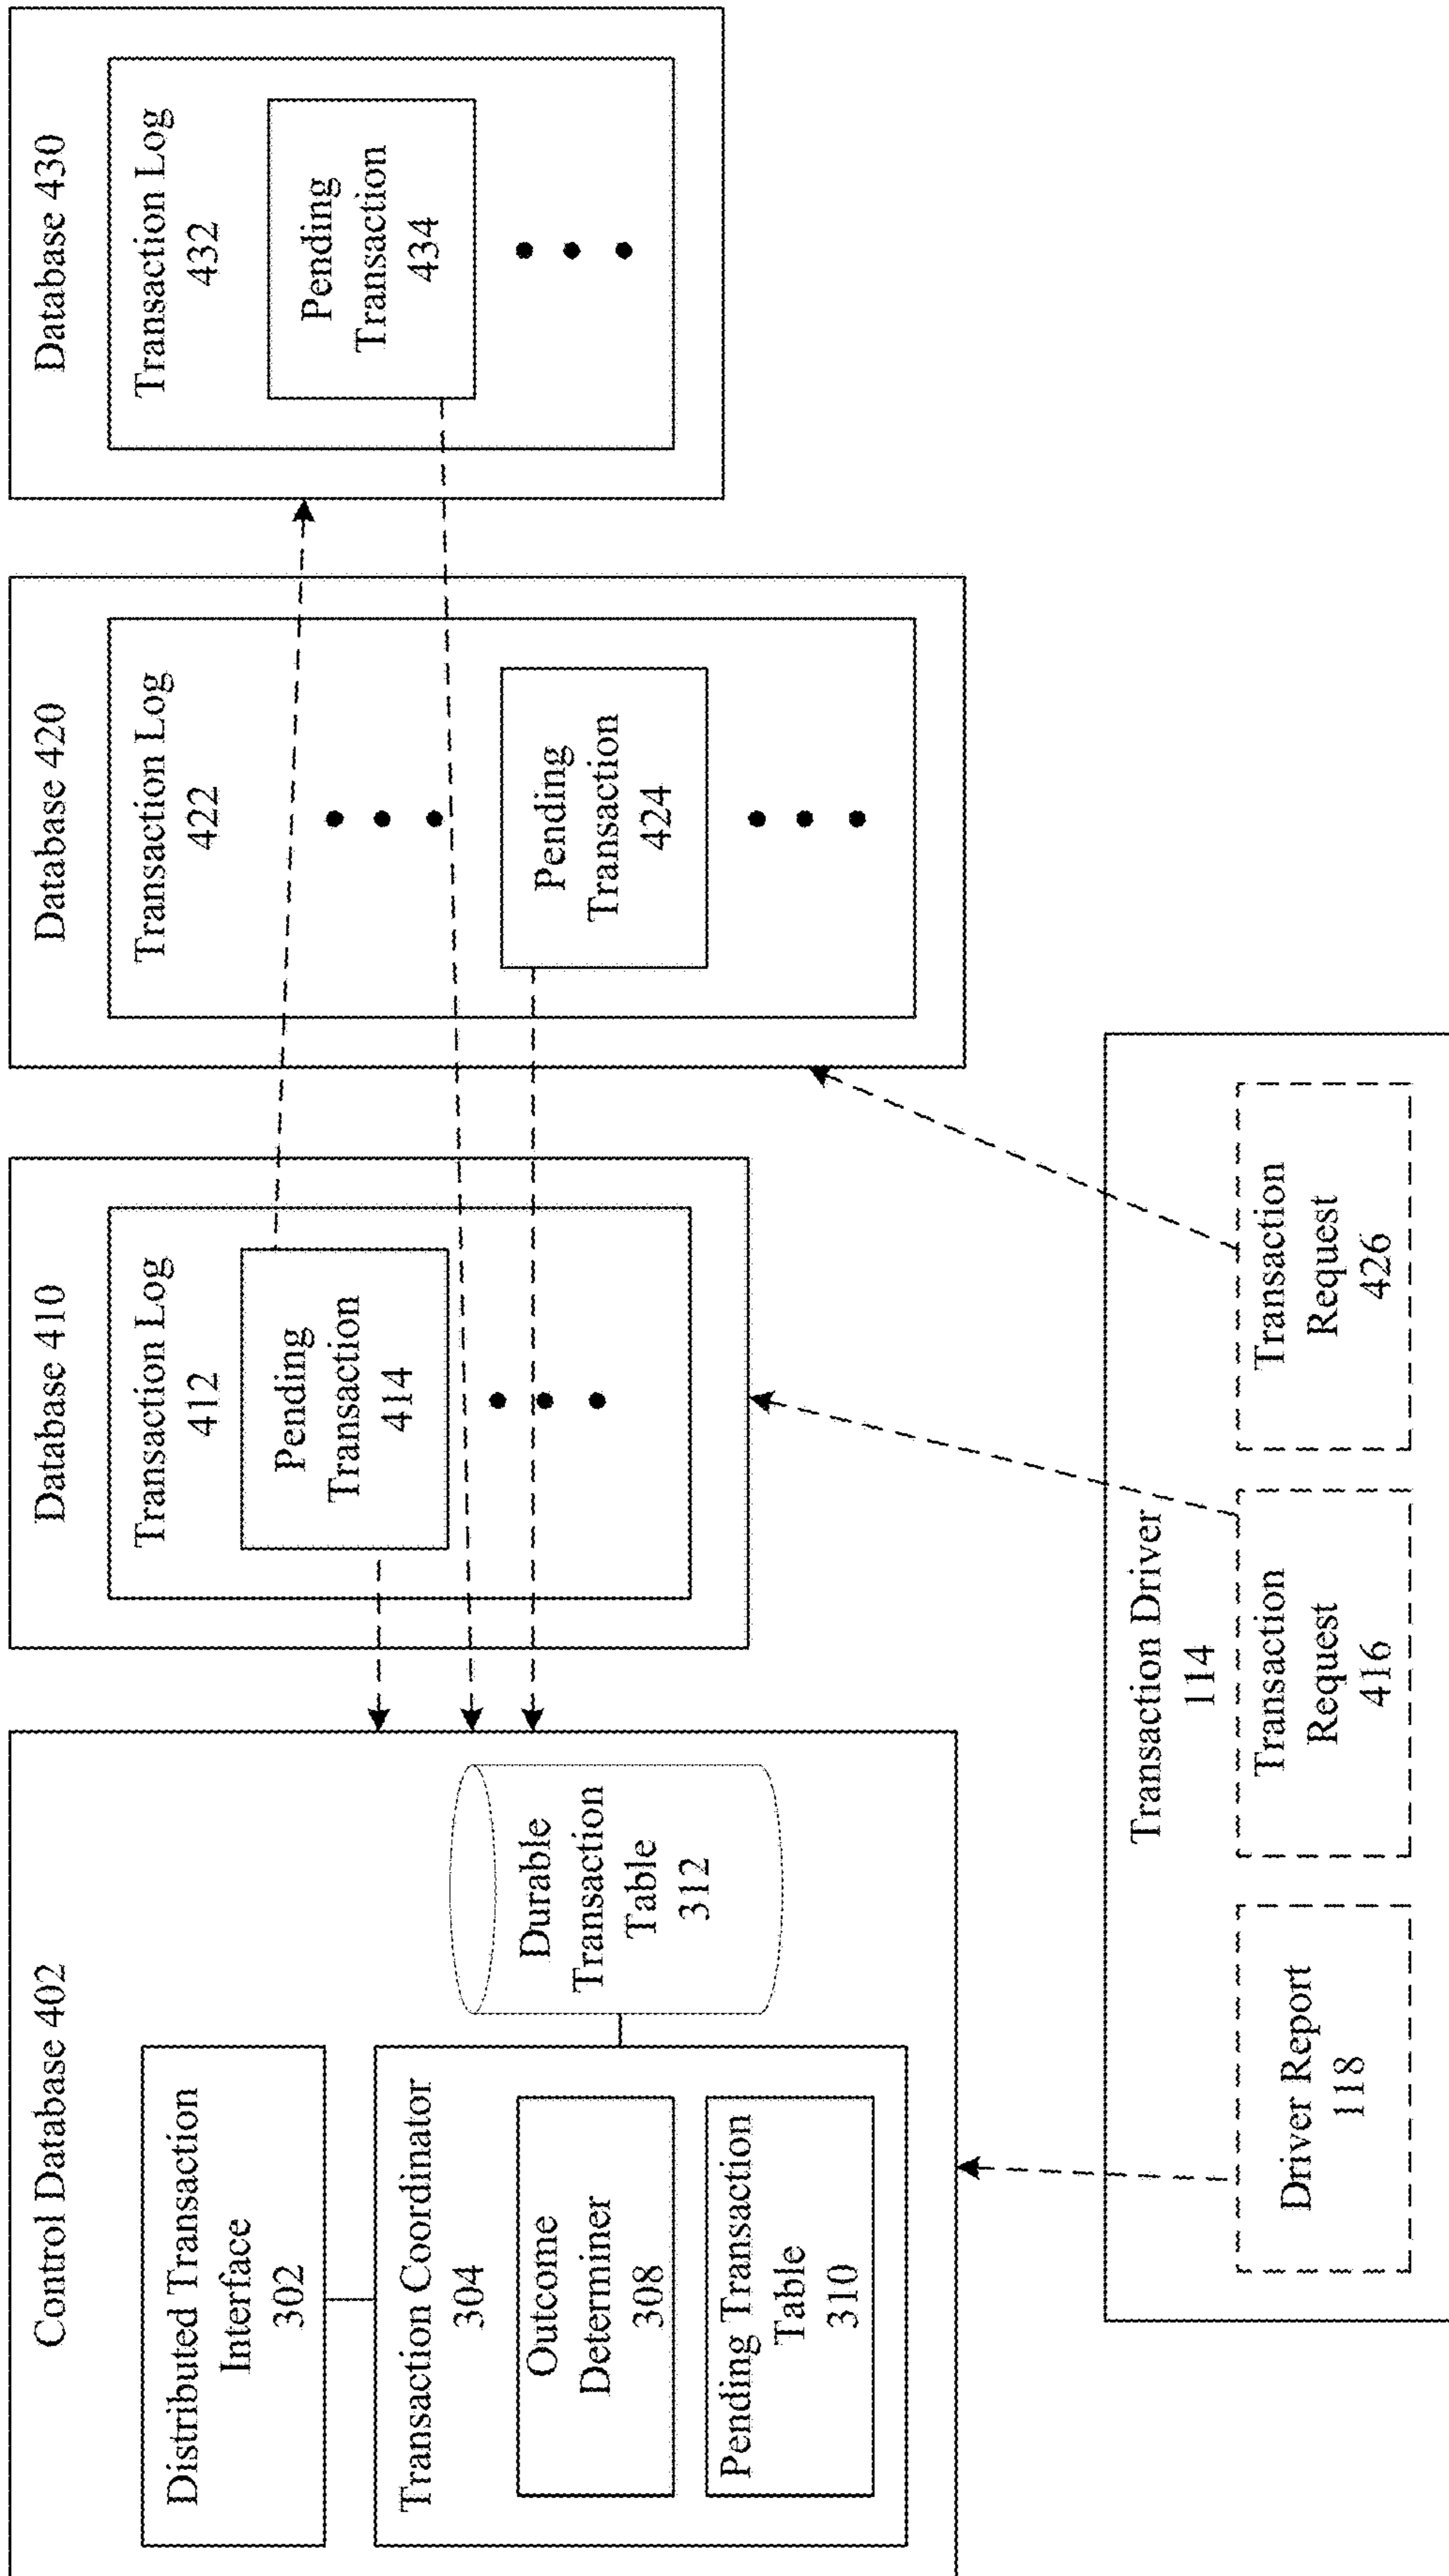 Control Database 402
Distributed Transaction
Interface
302
Transaction Coordinator
304
Outcome
Determiner
308
Pending Transaction
Table
310
Durable
Transaction
Table
312
Database 410
Transaction Log
412
Pending
Transaction
414
Database 420
Transaction Log
422
Pending
Transaction
424
Database 430
Transaction Log
432
Pending
Transaction
434
Transaction Driver
114
Driver Report
118
Transaction
Request
416
Transaction
Request
426